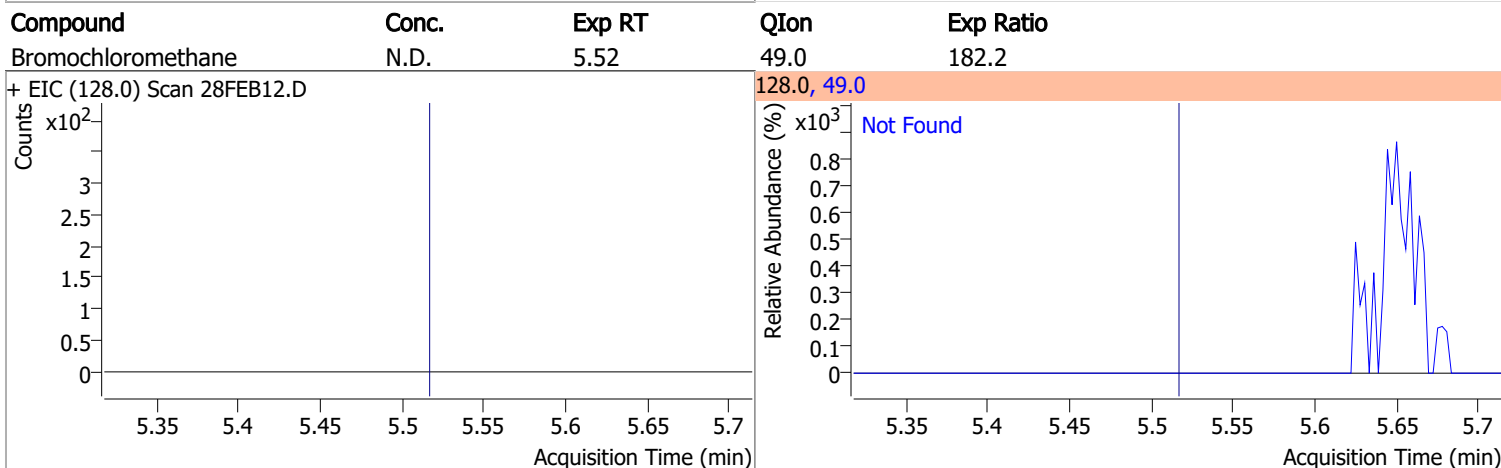 Compound Conc. Exp RT QIon Exp Ratio
Bromochloromethane N.D. 5.52 49.0 182.2
+ EIC (128.0) Scan 28FEB12.D
Counts
x10²
3
2.5
2
1.5
1
0.5
0
5.35 5.4 5.45 5.5 5.55 5.6 5.65 5.7
Acquisition Time (min)
128.0, 49.0
Relative Abundance (%)
x10³
Not Found
0.8
0.7
0.6
0.5
0.4
0.3
0.2
0.1
0
5.35 5.4 5.45 5.5 5.55 5.6 5.65 5.7
Acquisition Time (min)